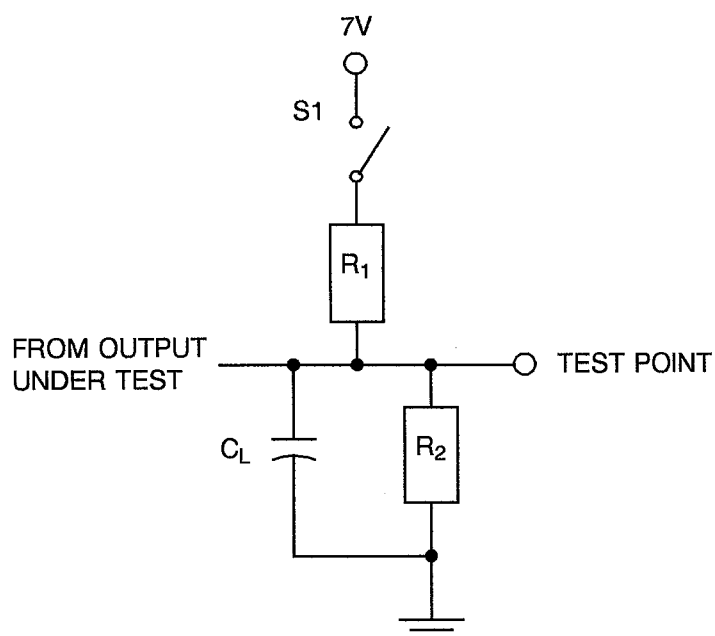 7V
S1
R1
FROM OUTPUT
UNDER TEST
TEST POINT
CL
R2